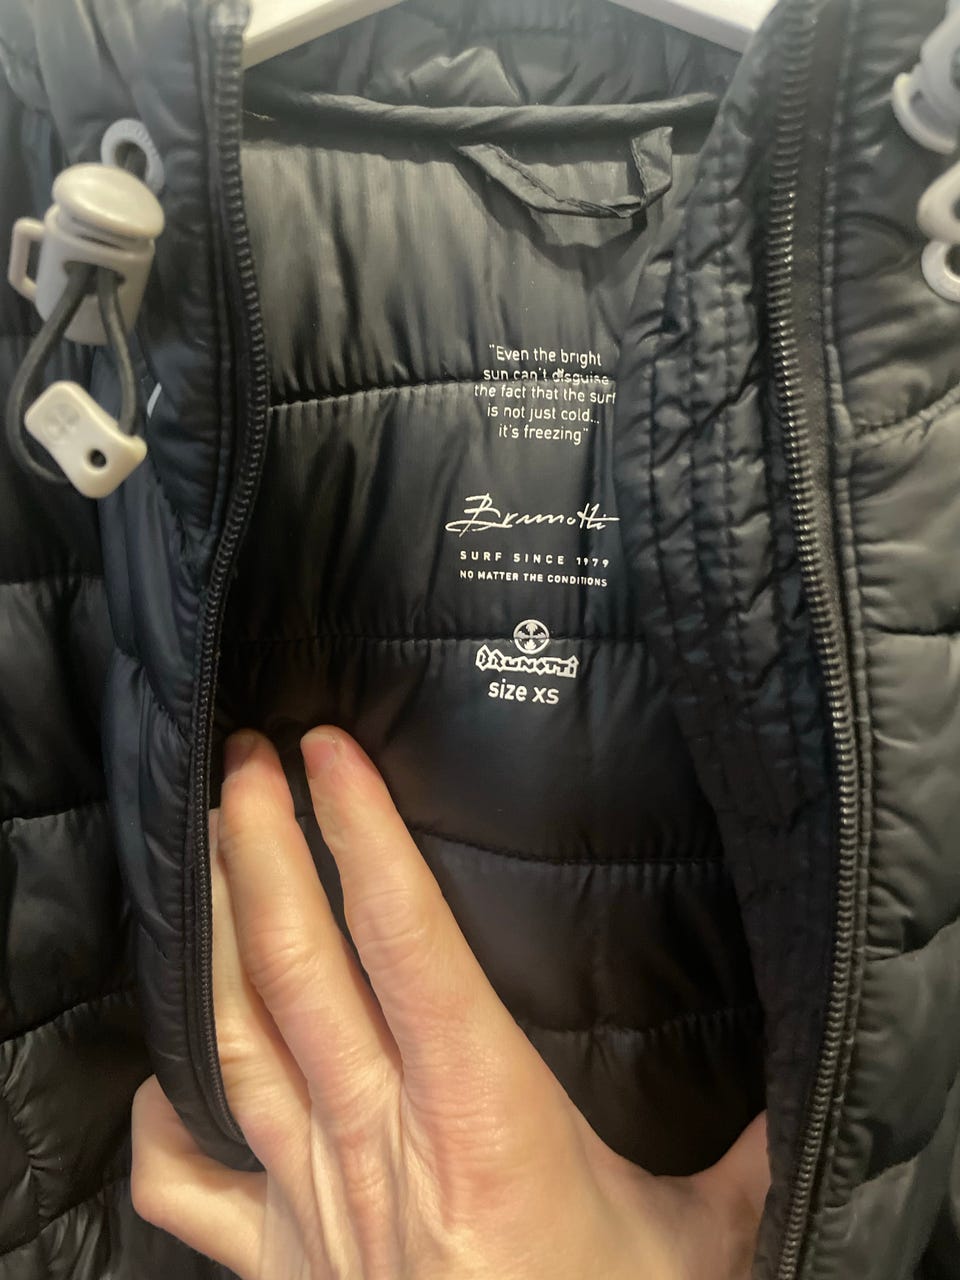 "Even the bright
sun can't disguise
the fact that the surf
is not just cold...
it's freezing"
Brunotti
SURF SINCE 1979
NO MATTER THE CONDITIONS
BRUNOTTI
size XS